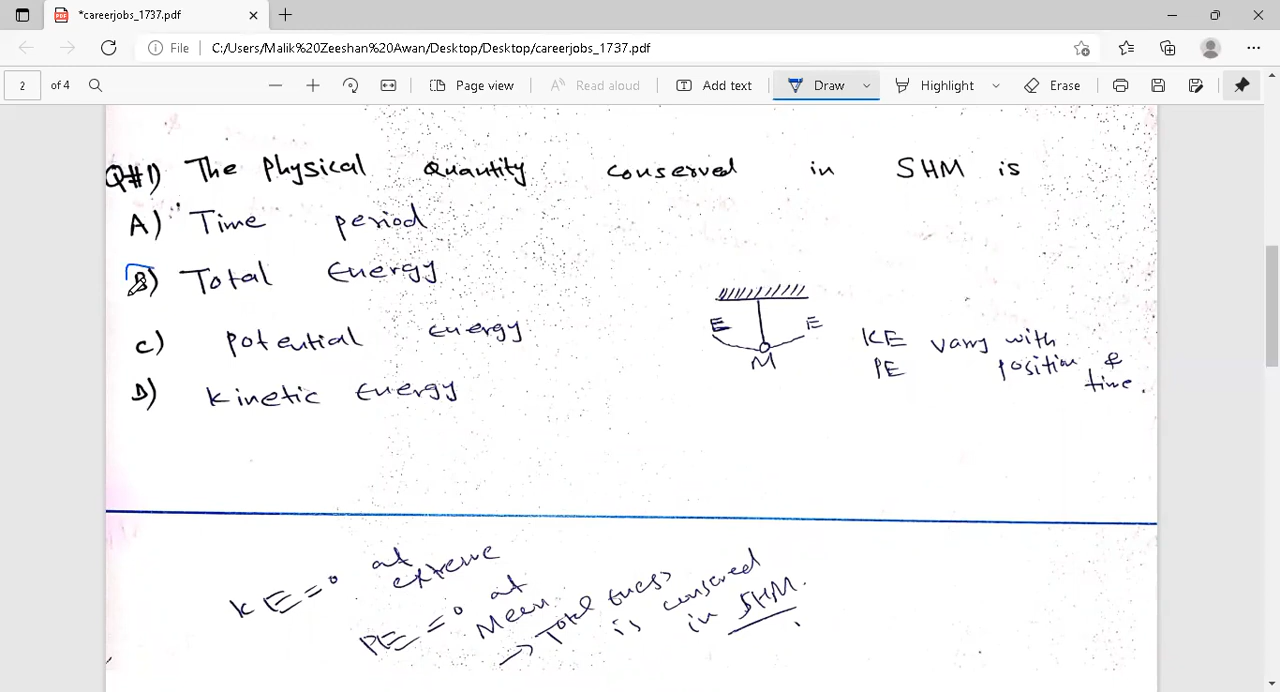 *careerjobs_1737.pdf
File C:/Users/Malik%20Zeeshan%20Awan/Desktop/Desktop/careerjobs_1737.pdf
2 of 4 Page view Read aloud Add text Draw Highlight Erase
Q#1) The Physical Quantity conserved in SHM is
A) Time period
B) Total Energy
C) Potential energy
D) Kinetic Energy
E E
M
KE vary with
PE position &
time.
KE = 0 at
extreme
PE = 0 at
Mean
→ Total
is conserved
in SHM.